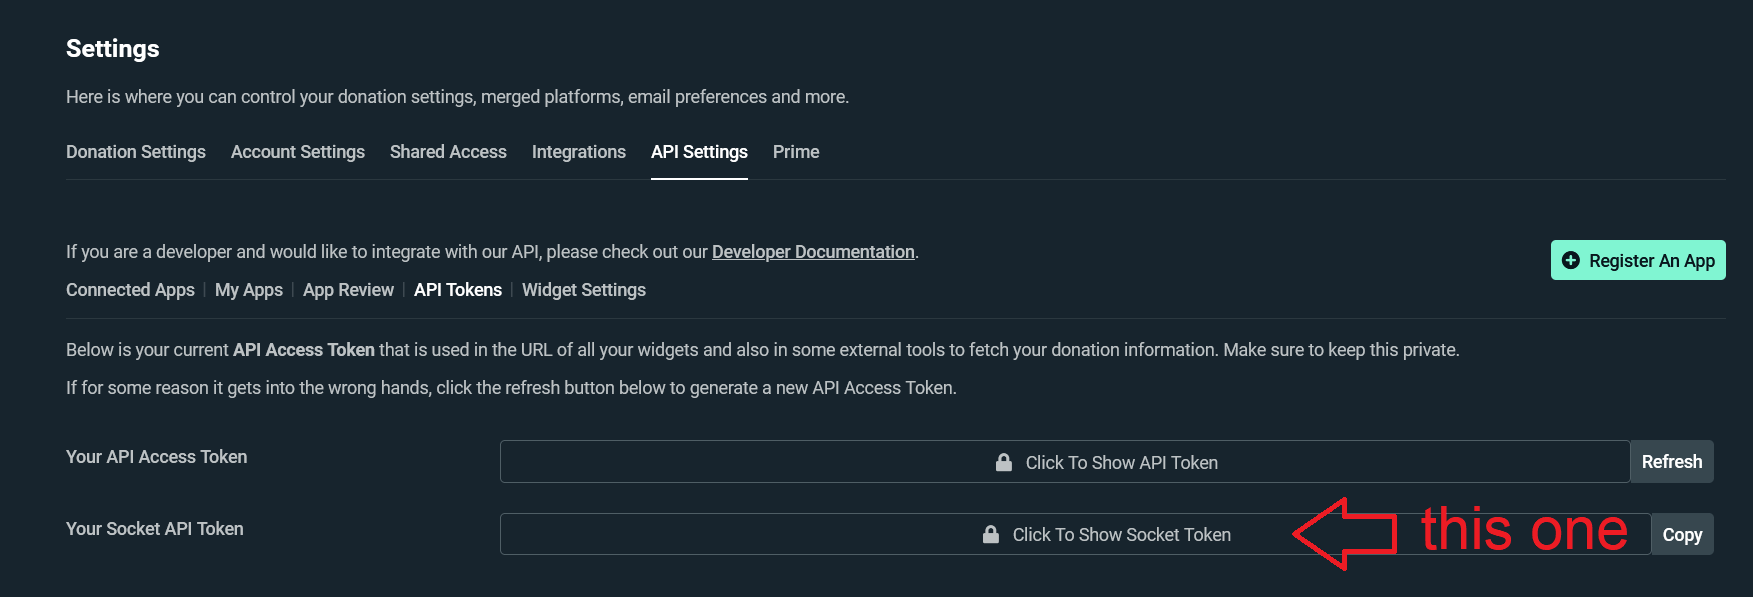 Settings
Here is where you can control your donation settings, merged platforms, email preferences and more.
Donation Settings Account Settings Shared Access Integrations API Settings Prime
If you are a developer and would like to integrate with our API, please check out our Developer Documentation.
Register An App
Connected Apps | My Apps | App Review | API Tokens | Widget Settings
Below is your current API Access Token that is used in the URL of all your widgets and also in some external tools to fetch your donation information. Make sure to keep this private.
If for some reason it gets into the wrong hands, click the refresh button below to generate a new API Access Token.
Your API Access Token Click To Show API Token Refresh
Your Socket API Token Click To Show Socket Token this one Copy